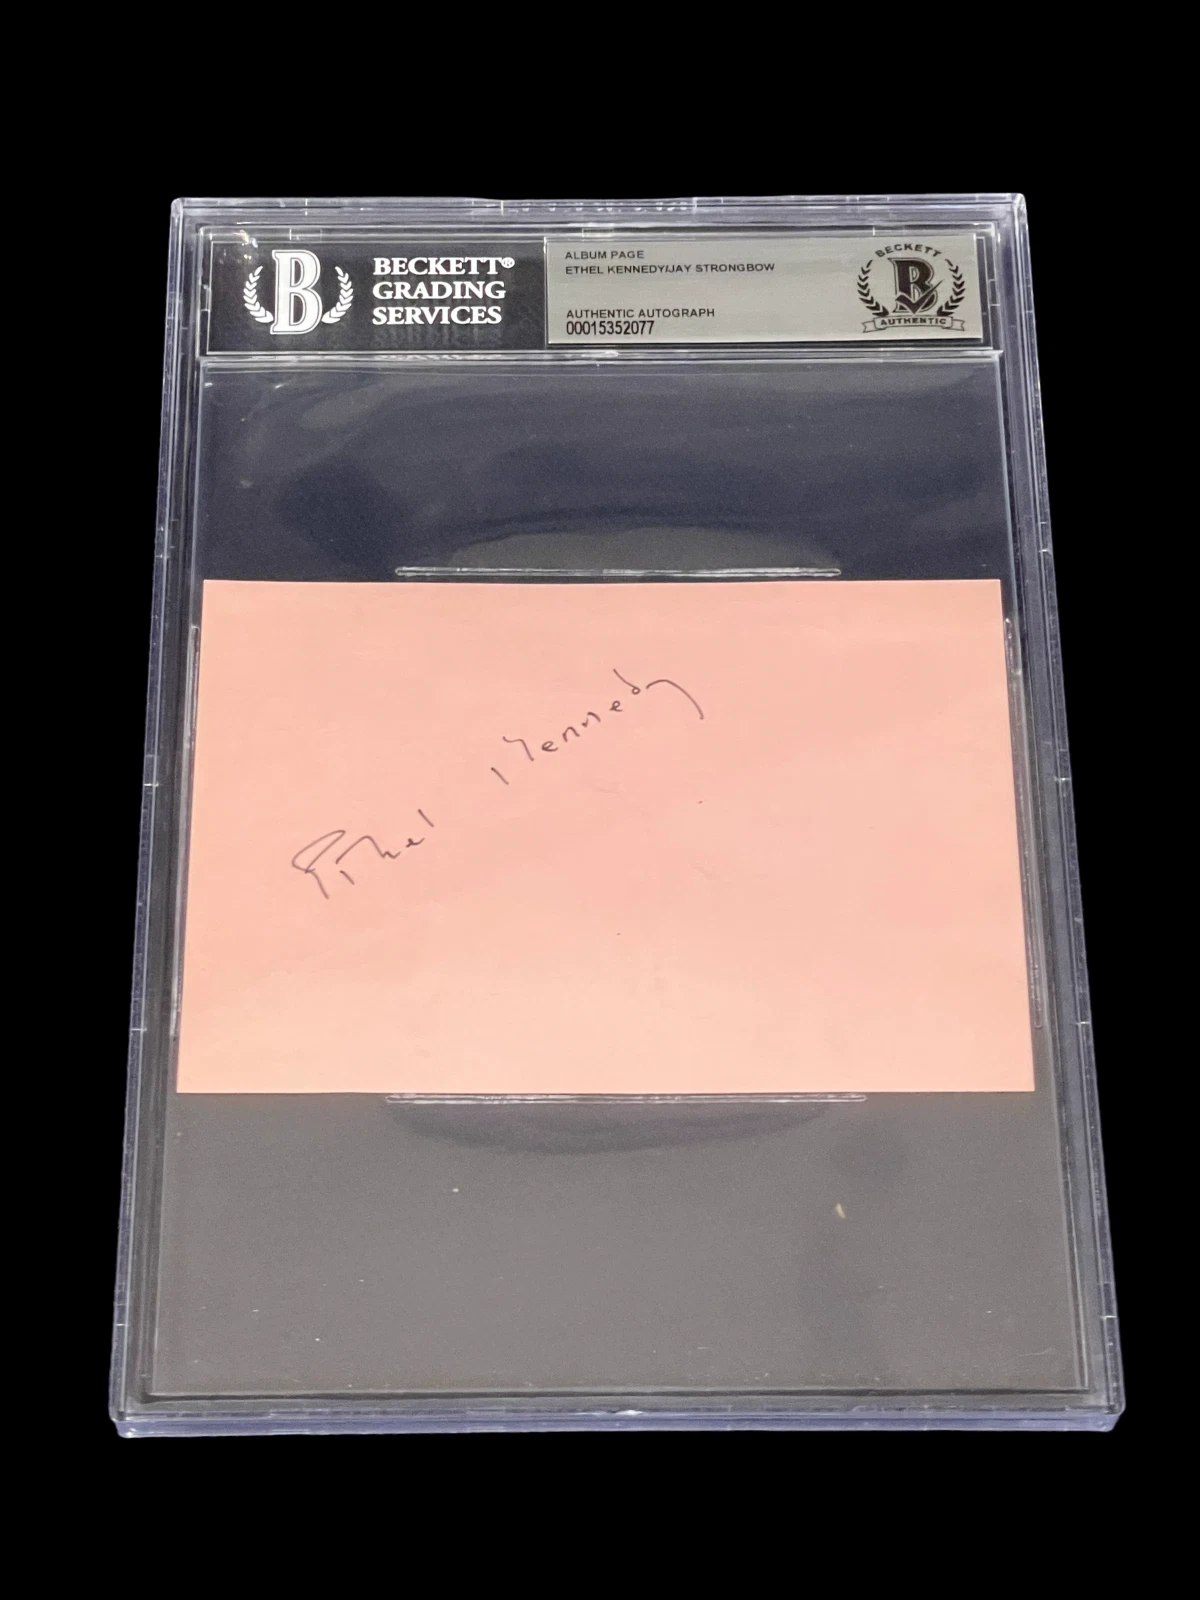 B
BECKETT®
GRADING
SERVICES
ALBUM PAGE
ETHEL KENNEDY/JAY STRONGBOW
AUTHENTIC AUTOGRAPH
00015352077
BECKETT
B
AUTHENTIC
Ethel Kennedy